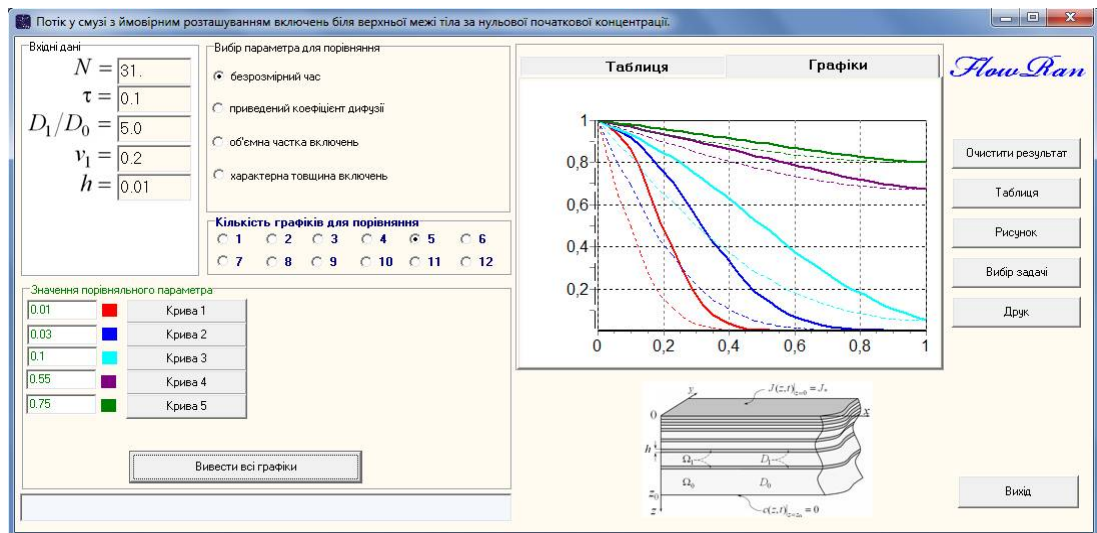 Потік у смузі з ймовірним розташуванням включень біля верхньої межі тіла за нульової початкової концентрації.
Вхідні дані
N = 31.
τ = 0.1
D₁/D₀ = 5.0
v₁ = 0.2
h = 0.01
Вибір параметра для порівняння
безрозмірний час
приведений коефіцієнт дифузії
об'ємна частка включень
характерна товщина включень
Кількість графіків для порівняння
1 2 3 4 5 6
7 8 9 10 11 12
Значення порівняльного параметра
0.01 Крива 1
0.03 Крива 2
0.1 Крива 3
0.55 Крива 4
0.75 Крива 5
Вивести всі графіки
Таблиця Графіки
1
0,8
0,6
0,4
0,2
0 0,2 0,4 0,6 0,8 1
y
J(z,t)|z=0 = J*
0
x
h
Ω₁ D₁
Ω₀ D₀
z₀
z
c(z,t)|z=z₀ = 0
FlowRan
Очистити результат
Таблиця
Рисунок
Вибір задачі
Друк
Вихід